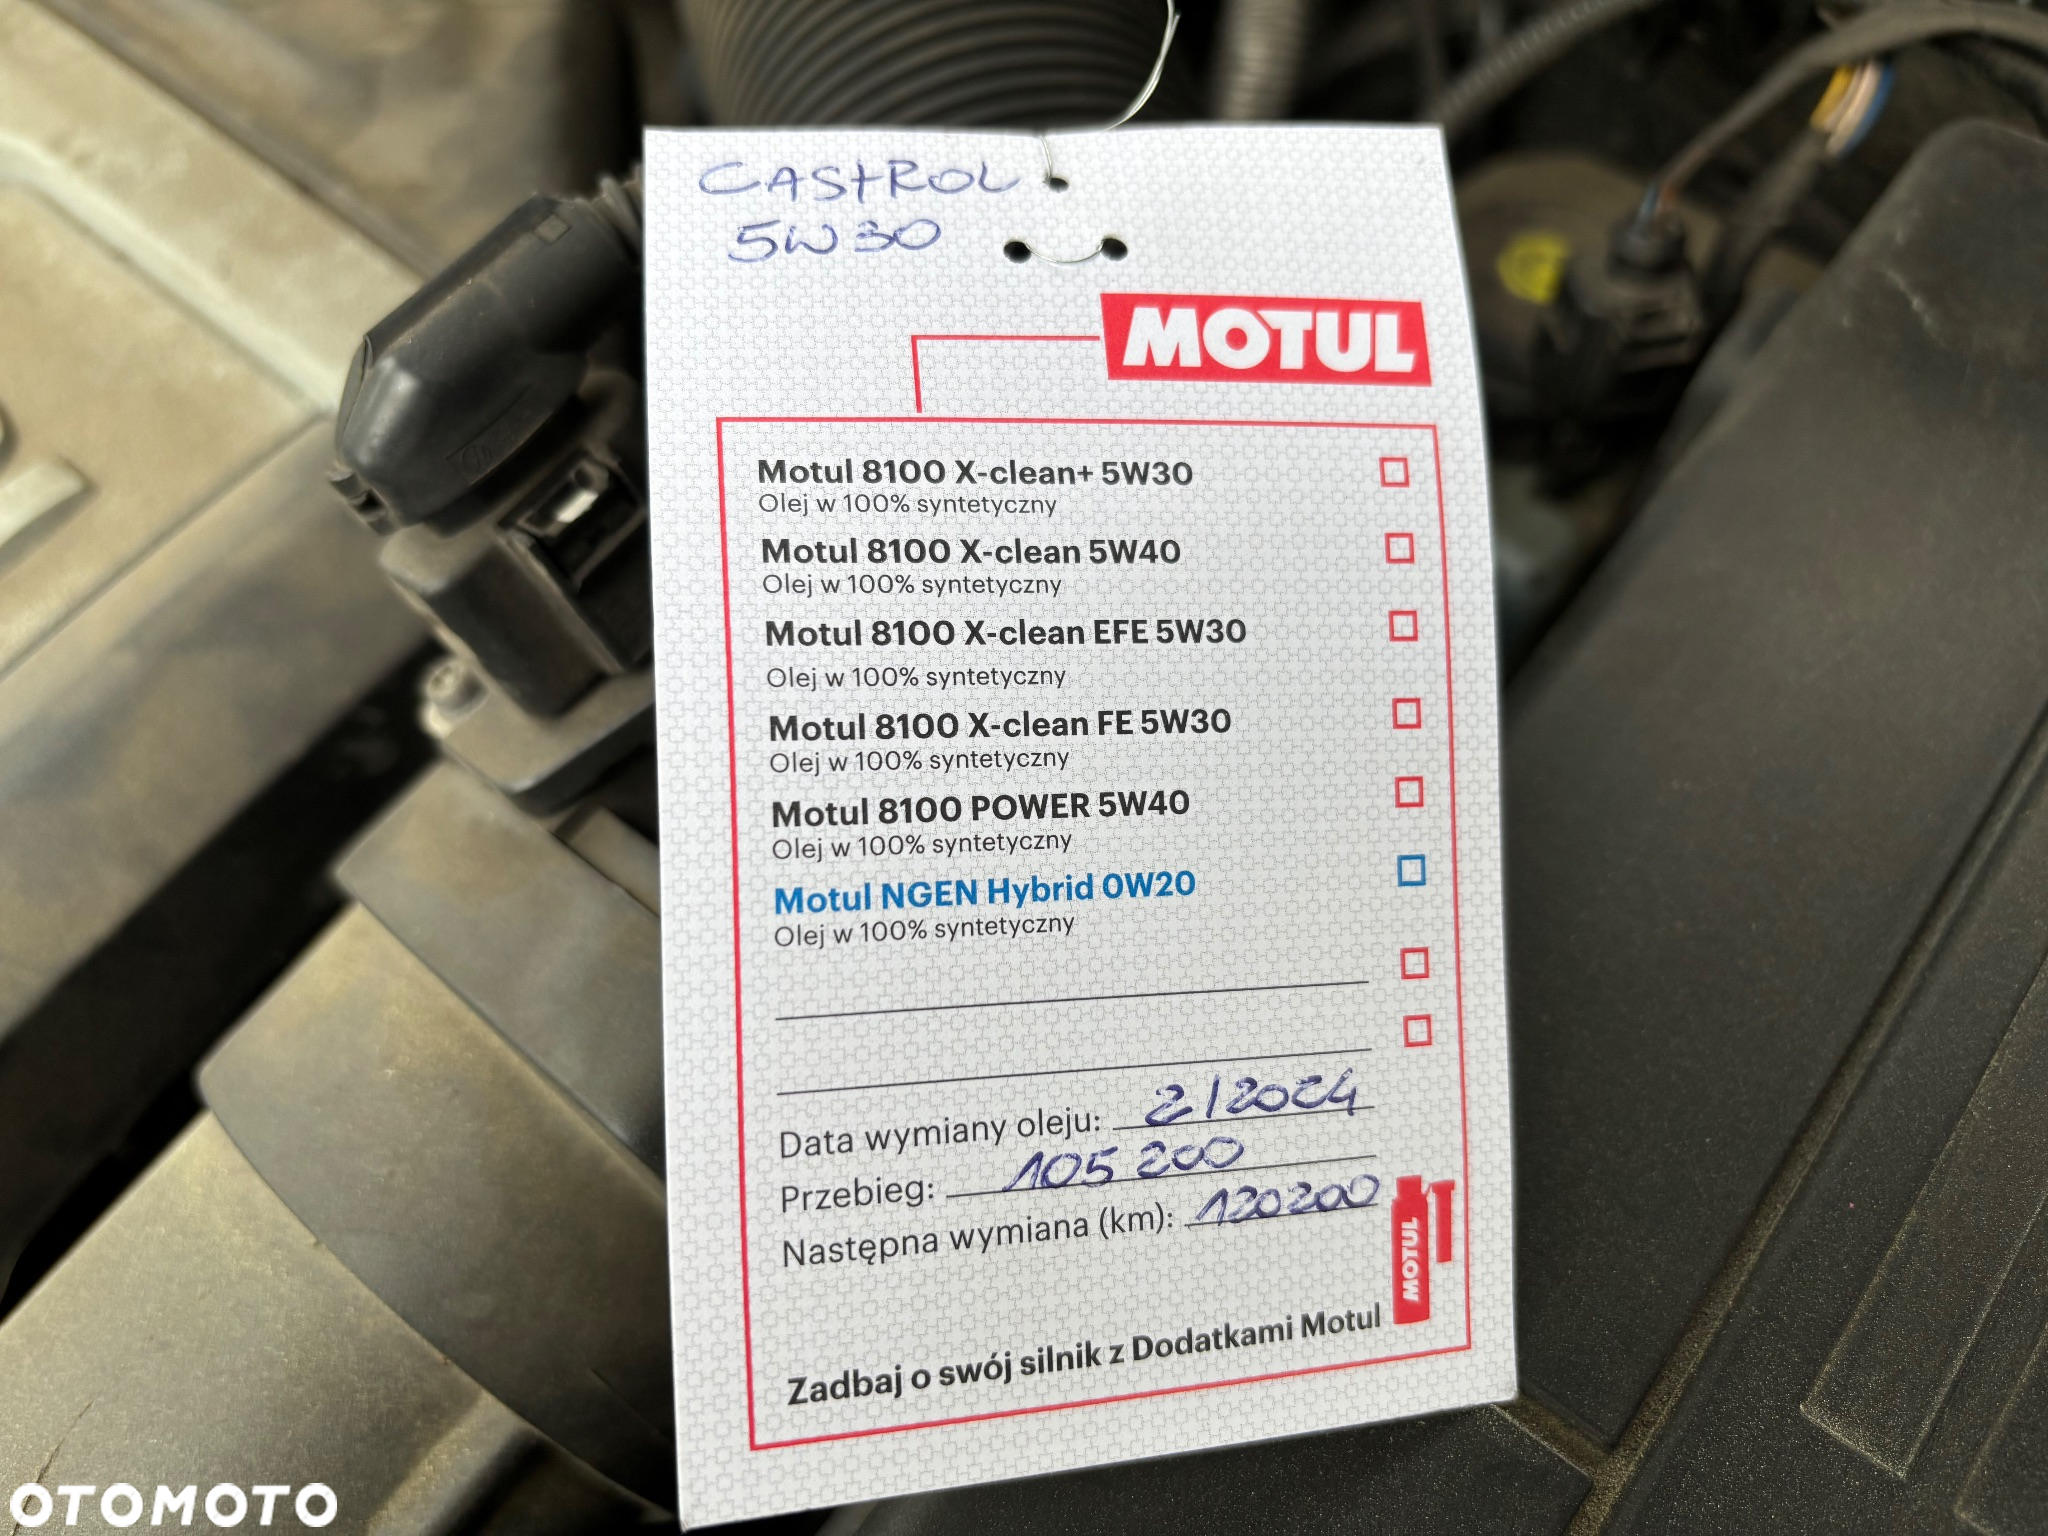 CASTROL
5W30
MOTUL
Motul 8100 X-clean+ 5W30
Olej w 100% syntetyczny
Motul 8100 X-clean 5W40
Olej w 100% syntetyczny
Motul 8100 X-clean EFE 5W30
Olej w 100% syntetyczny
Motul 8100 X-clean FE 5W30
Olej w 100% syntetyczny
Motul 8100 POWER 5W40
Olej w 100% syntetyczny
Motul NGEN Hybrid 0W20
Olej w 100% syntetyczny
Data wymiany oleju: 2/2024
Przebieg: 105 200
Następna wymiana (km): 120200
MOTUL
Zadbaj o swój silnik z Dodatkami Motul
OTOMOTO